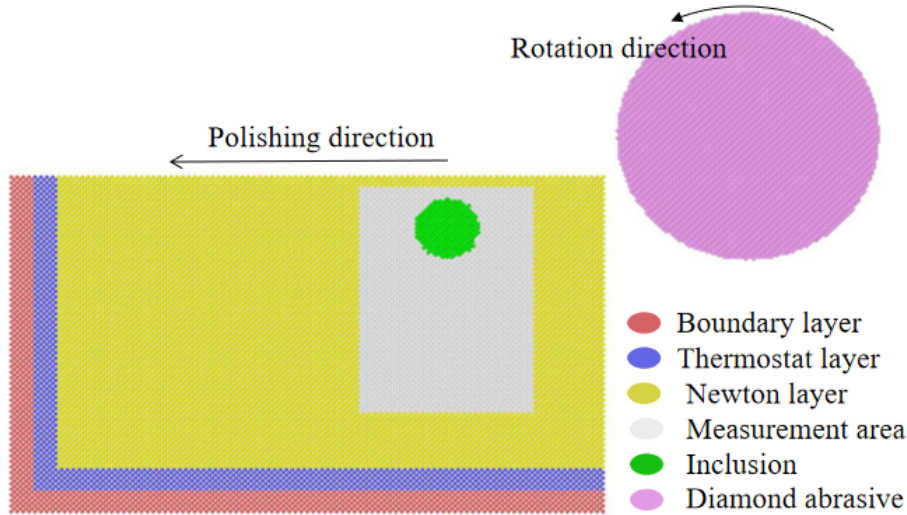 Rotation direction
Polishing direction
Boundary layer
Thermostat layer
Newton layer
Measurement area
Inclusion
Diamond abrasive